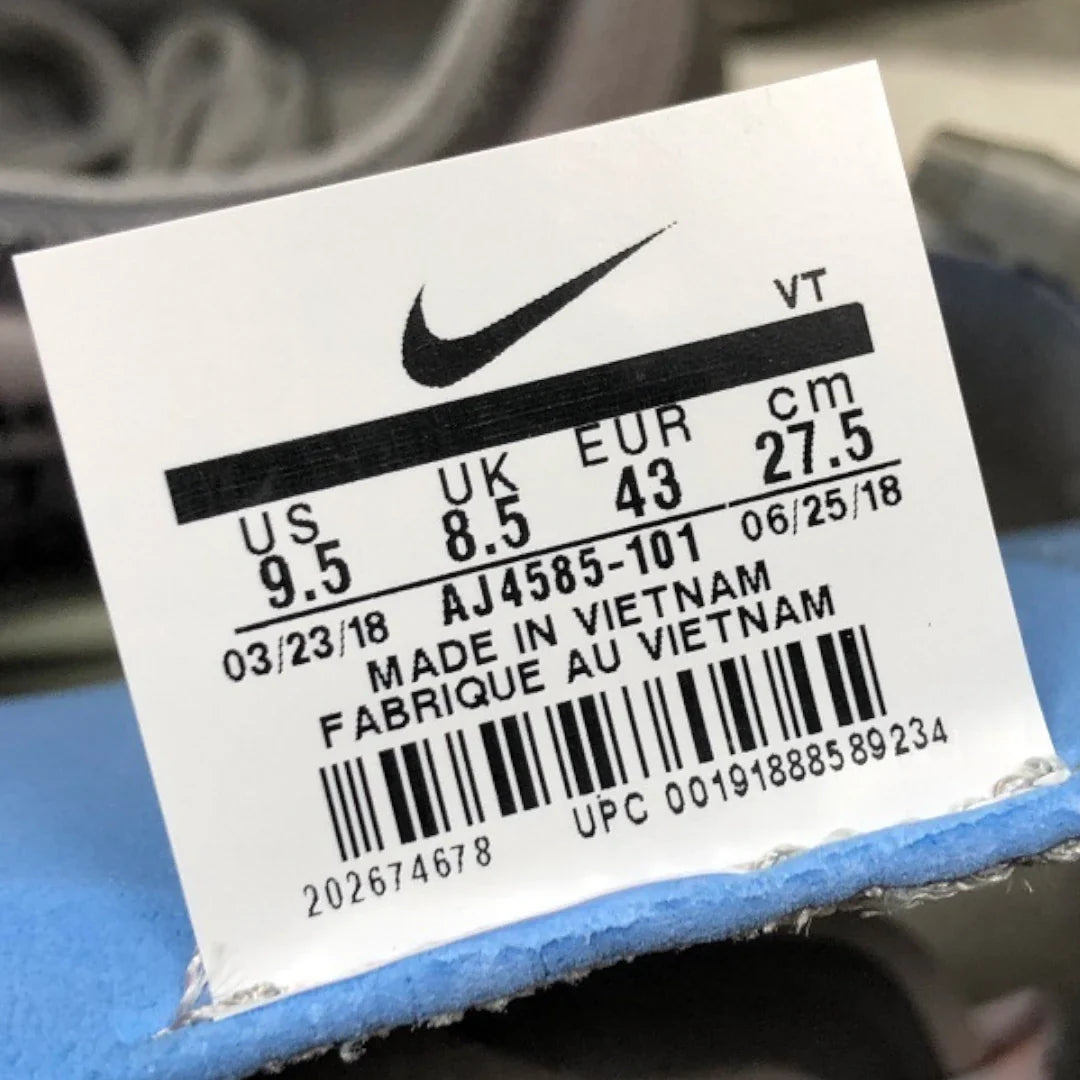 VT
US UK EUR cm
9.5 8.5 43 27.5
03/23/18 AJ4585-101 06/25/18
MADE IN VIETNAM
FABRIQUE AU VIETNAM
202674678 UPC 00191888589234